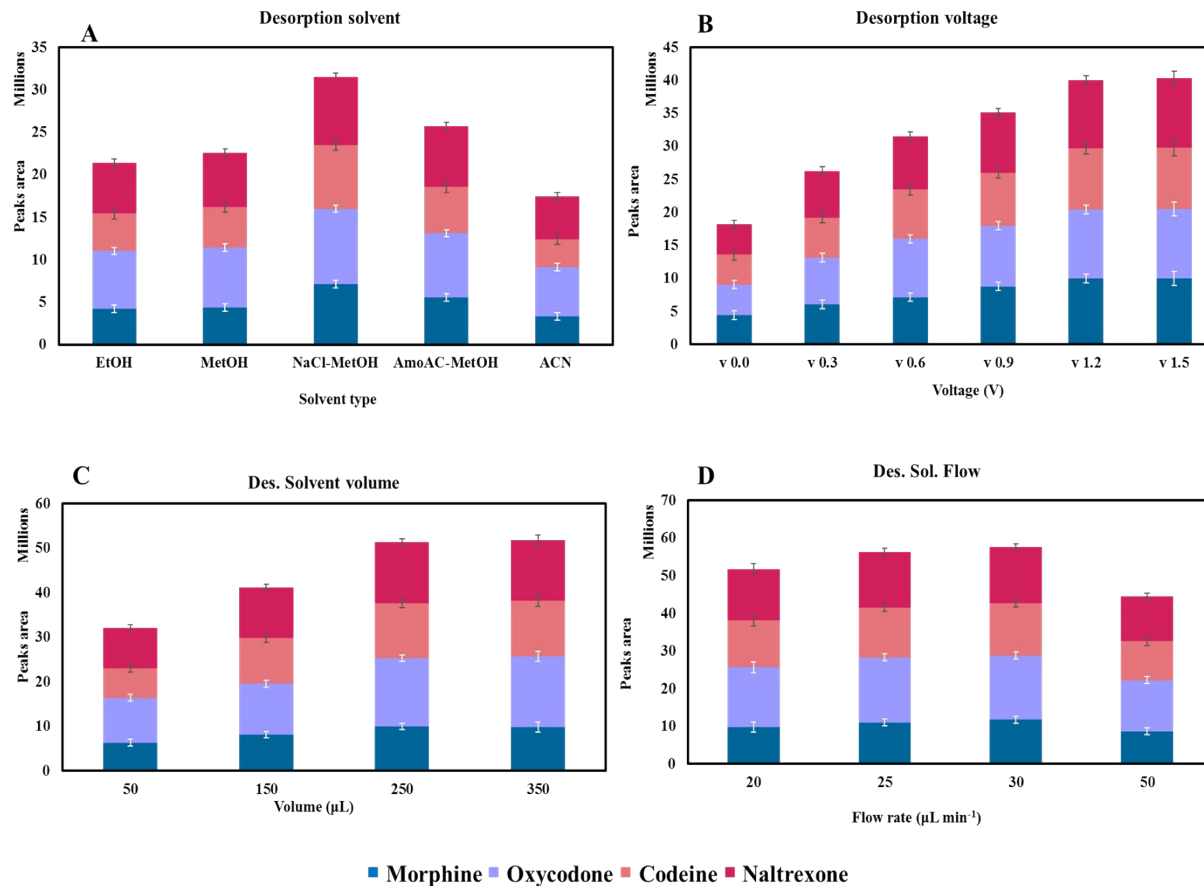 Desorption solvent
A
Millions
Peaks area
35
30
25
20
15
10
5
0
EtOH MetOH NaCl-MetOH AmoAC-MetOH ACN
Solvent type
Desorption voltage
B
Millions
Peaks area
45
40
35
30
25
20
15
10
5
0
v 0.0 v 0.3 v 0.6 v 0.9 v 1.2 v 1.5
Voltage (V)
C
Des. Solvent volume
Millions
Peaks area
60
50
40
30
20
10
0
50 150 250 350
Volume (µL)
D
Des. Sol. Flow
Millions
Peaks area
70
60
50
40
30
20
10
0
20 25 30 50
Flow rate (µL min⁻¹)
Morphine Oxycodone Codeine Naltrexone